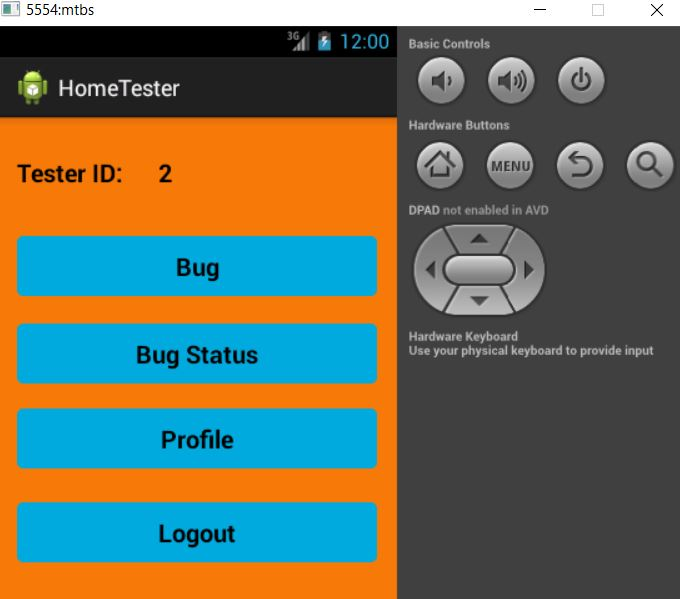 5554:mtbs
3G 12:00
HomeTester
Tester ID: 2
Bug
Bug Status
Profile
Logout
Basic Controls
Hardware Buttons
MENU
DPAD not enabled in AVD
Hardware Keyboard
Use your physical keyboard to provide input